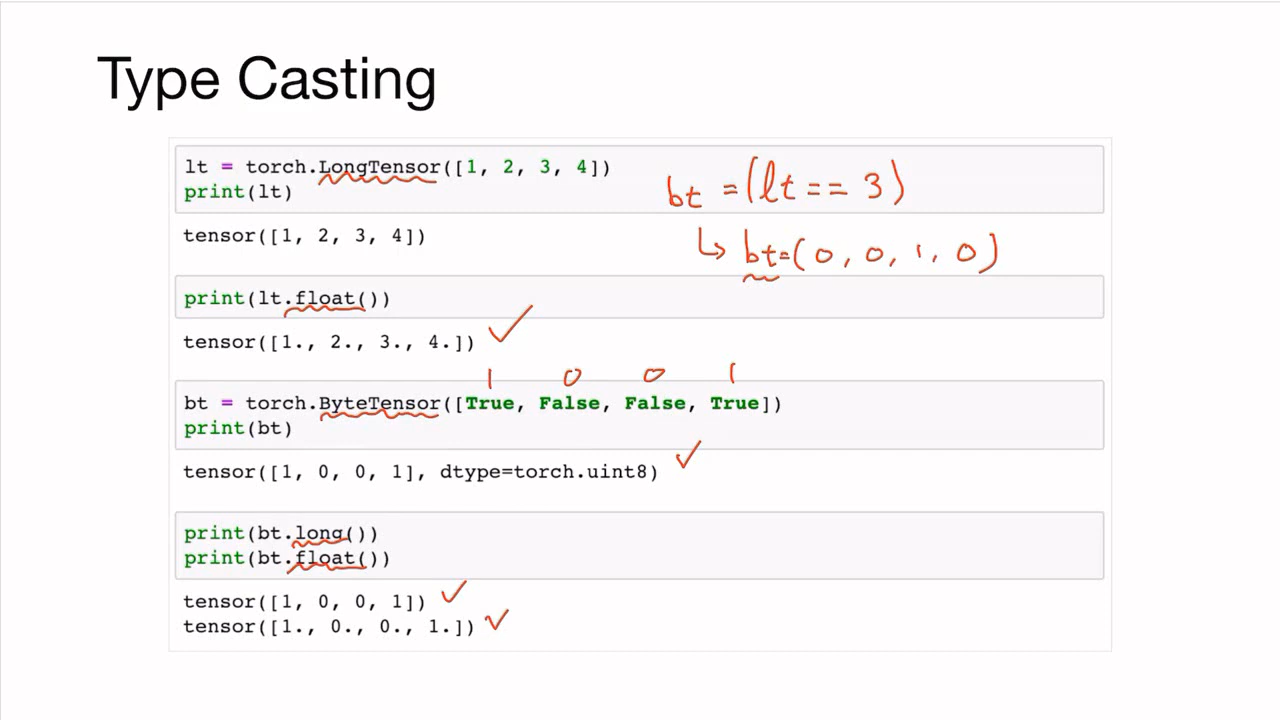 Type Casting
lt = torch.LongTensor([1, 2, 3, 4])
print(lt)
bt = (lt == 3)
tensor([1, 2, 3, 4])
↳ bt = (0, 0, 1, 0)
print(lt.float())
tensor([1., 2., 3., 4.])
1 0 0 1
bt = torch.ByteTensor([True, False, False, True])
print(bt)
tensor([1, 0, 0, 1], dtype=torch.uint8)
print(bt.long())
print(bt.float())
tensor([1, 0, 0, 1])
tensor([1., 0., 0., 1.])